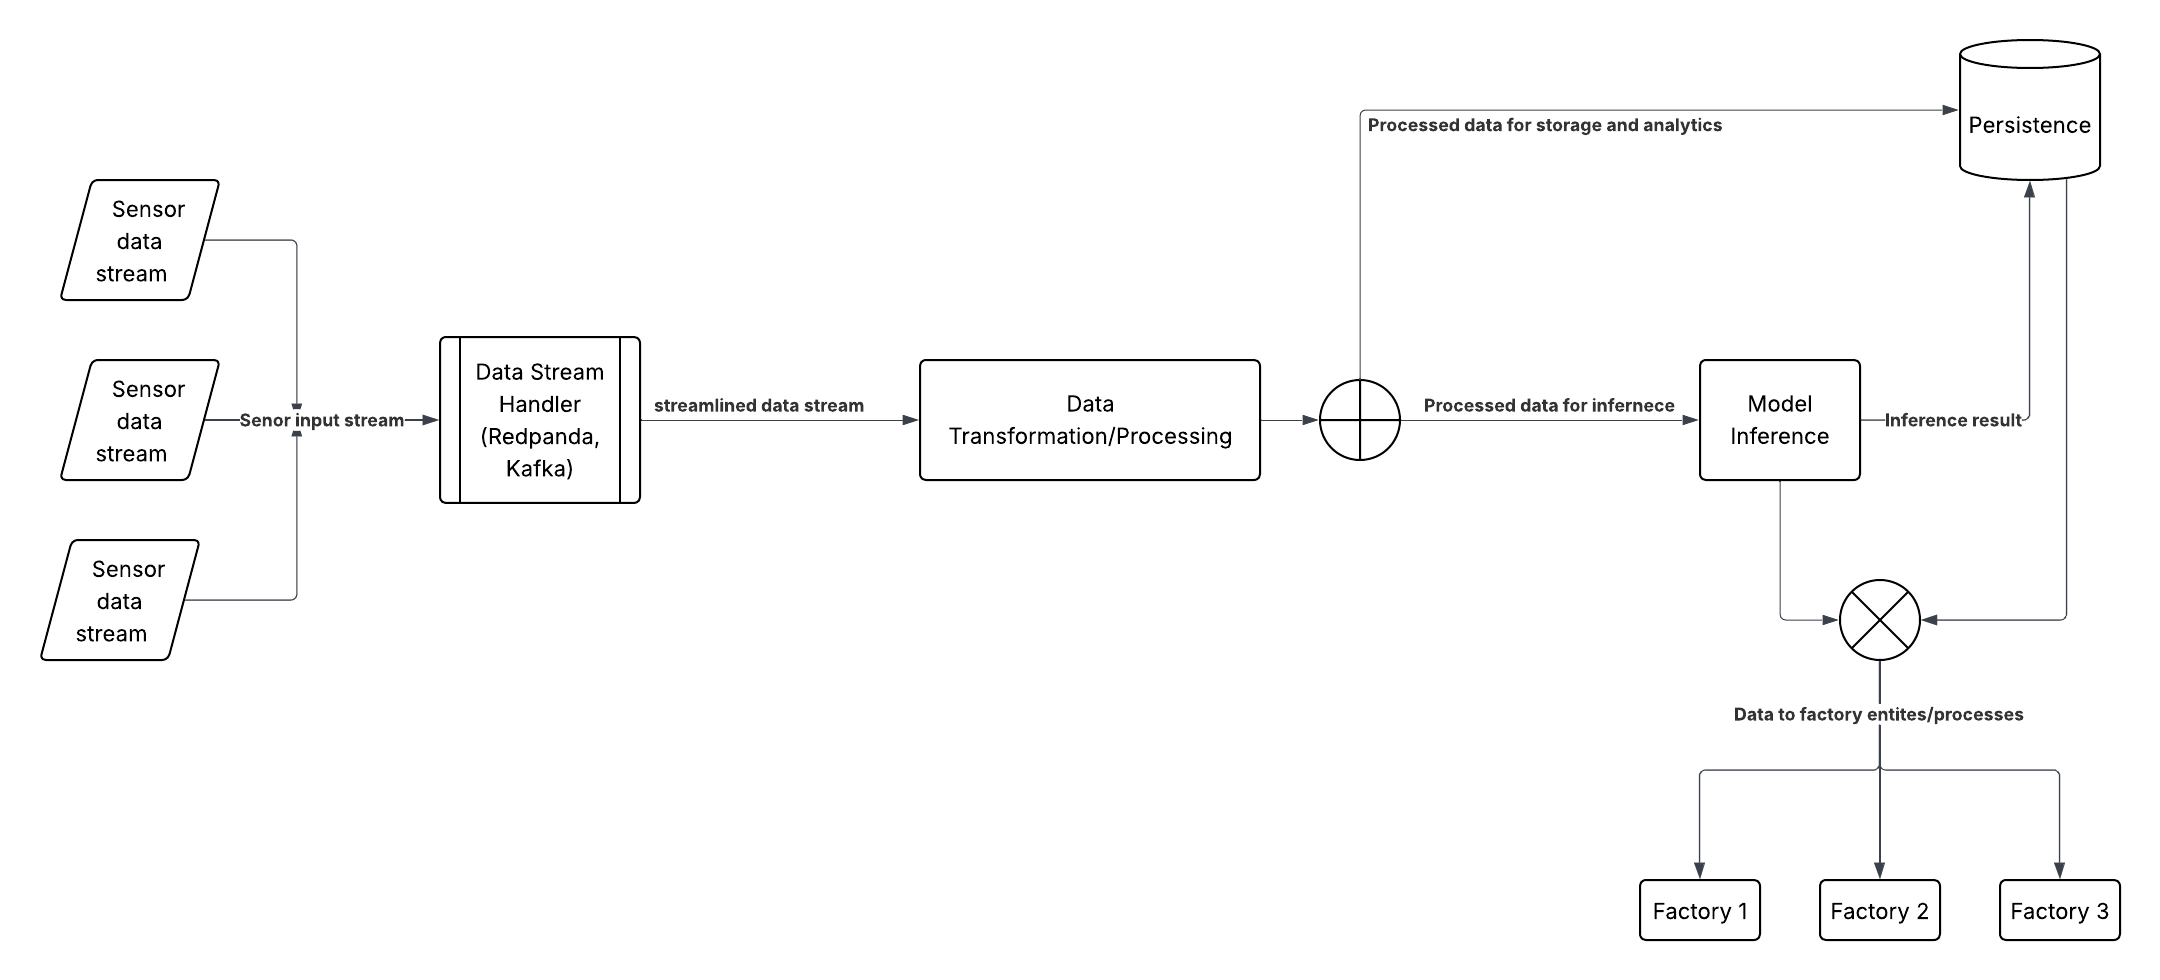 Persistence
Processed data for storage and analytics
Sensor
data
stream
Sensor
data
stream
Senor input stream
Data Stream
Handler
(Redpanda,
Kafka)
streamlined data stream
Data
Transformation/Processing
Processed data for infernece
Model
Inference
Inference result
Sensor
data
stream
Data to factory entites/processes
Factory 1
Factory 2
Factory 3